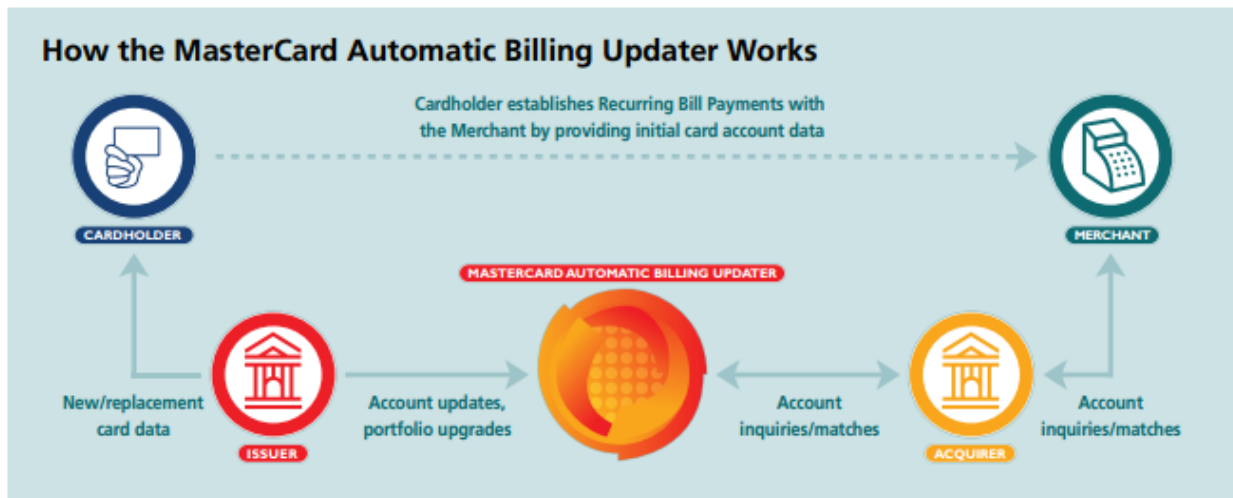 How the MasterCard Automatic Billing Updater Works
Cardholder establishes Recurring Bill Payments with
the Merchant by providing initial card account data
CARDHOLDER
MERCHANT
MASTERCARD AUTOMATIC BILLING UPDATER
New/replacement
card data
ISSUER
Account updates,
portfolio upgrades
Account
inquiries/matches
ACQUIRER
Account
inquiries/matches